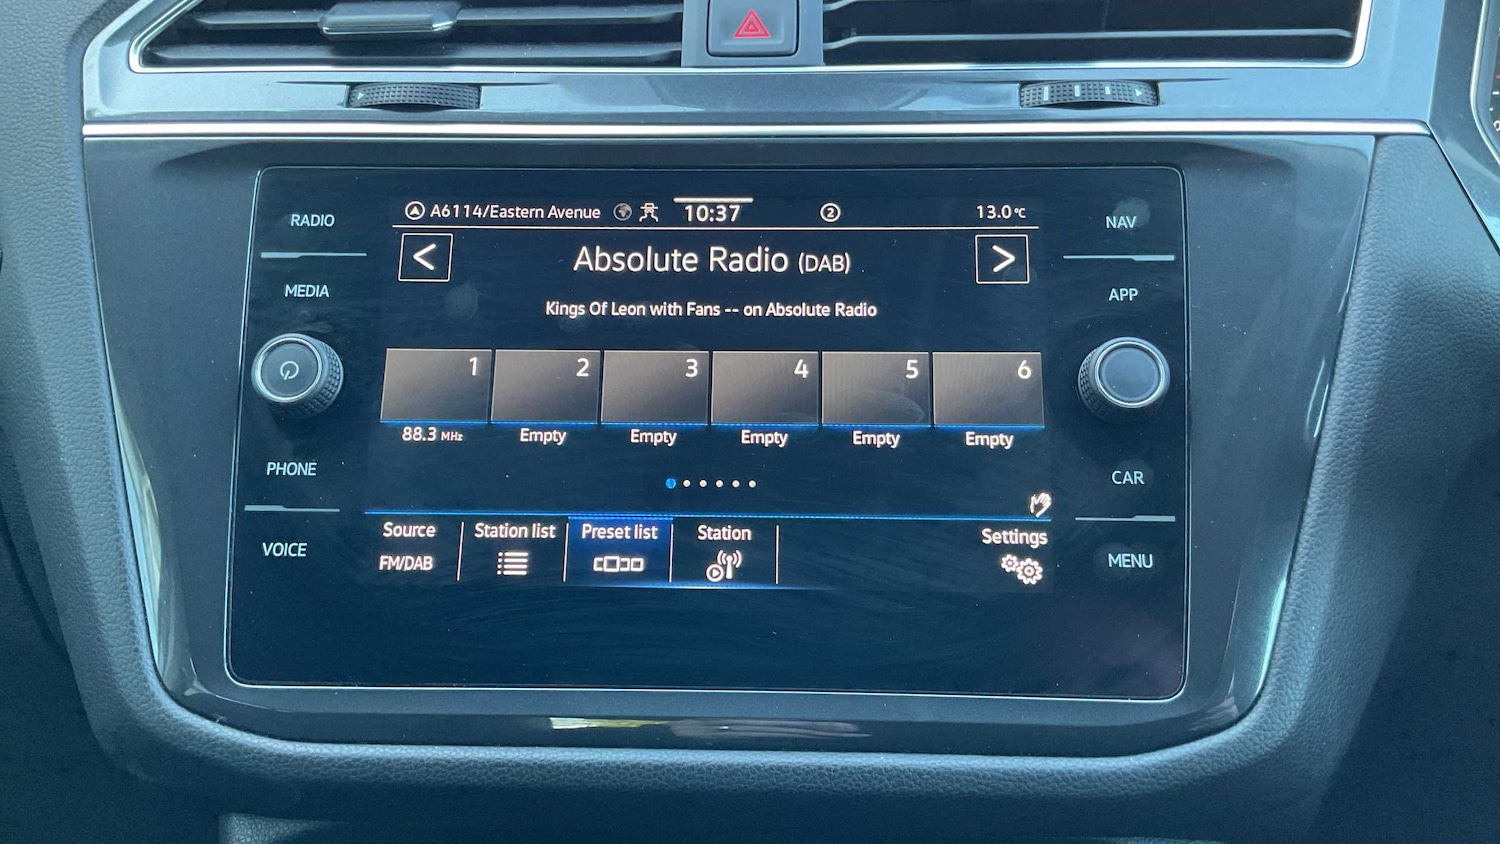 RADIO
MEDIA
PHONE
VOICE
A6114/Eastern Avenue 10:37 2 13.0°C
< Absolute Radio (DAB) >
Kings Of Leon with Fans -- on Absolute Radio
1 2 3 4 5 6
88.3 MHz Empty Empty Empty Empty Empty
Source Station list Preset list Station Settings
FM/DAB
NAV
APP
CAR
MENU